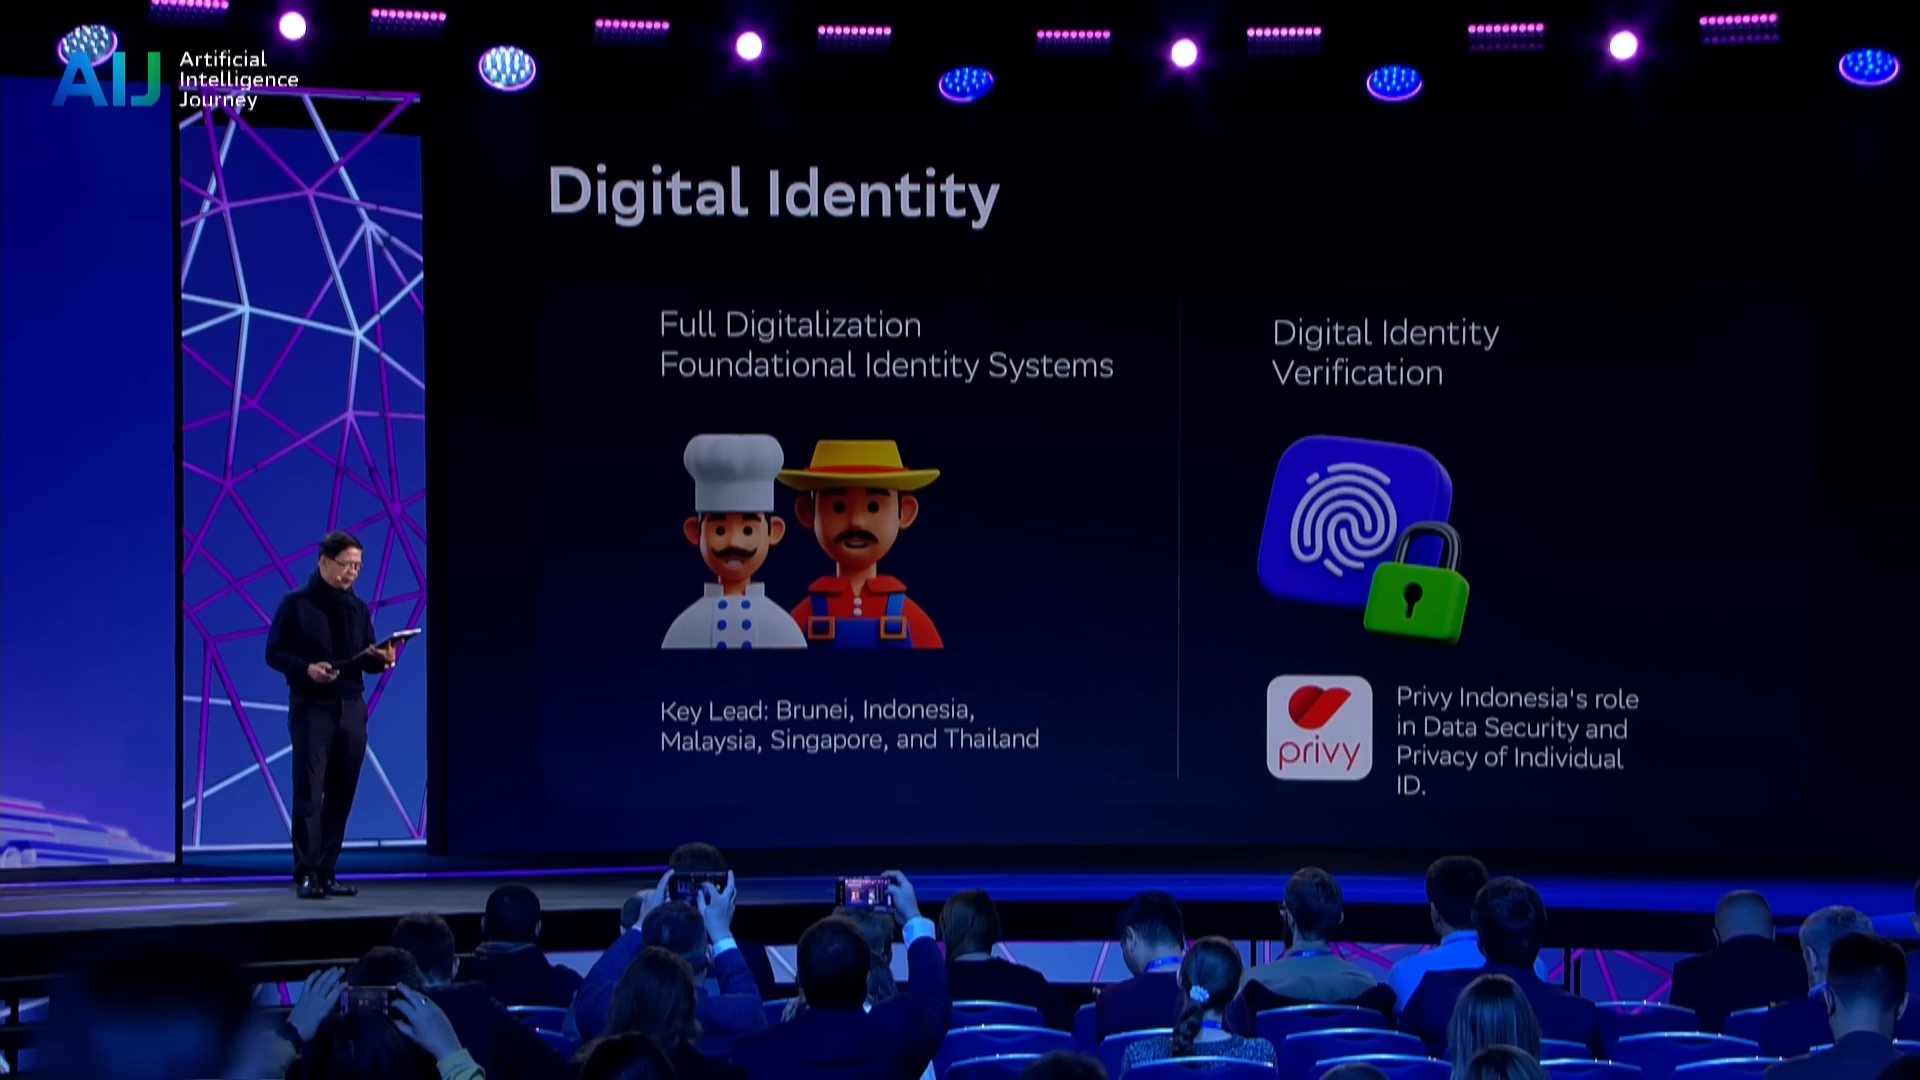 AIJ
Artificial
Intelligence
Journey
Digital Identity
Full Digitalization
Foundational Identity Systems
Key Lead: Brunei, Indonesia,
Malaysia, Singapore, and Thailand
Digital Identity
Verification
privy
Privy Indonesia's role
in Data Security and
Privacy of Individual
ID.